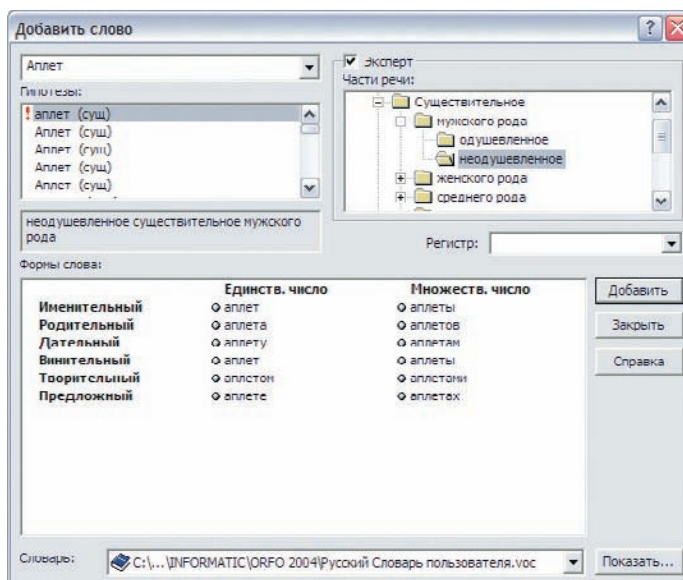 Добавить слово
Аплет
Эксперт
Части речи:
Гипотезы:
! аплет (сущ)
Аплет (сущ)
Аплет (сущ)
Аплет (сущ)
Аплет (сущ)
Существительное
мужского рода
одушевленное
неодушевленное
женского рода
среднего рода
неодушевленное существительное мужского
рода
Регистр:
Формы слова:
Единств. число Множеств. число
Именительный аплет аплеты
Родительный аплета аплетов
Дательный аплету аплетам
Винительный аплет аплеты
Творительный аплетом аплетами
Предложный аплете аплетах
Добавить
Закрыть
Справка
Словарь: C:\...\INFORMATIC\ORFO 2004\Русский Словарь пользователя.voc Показать...